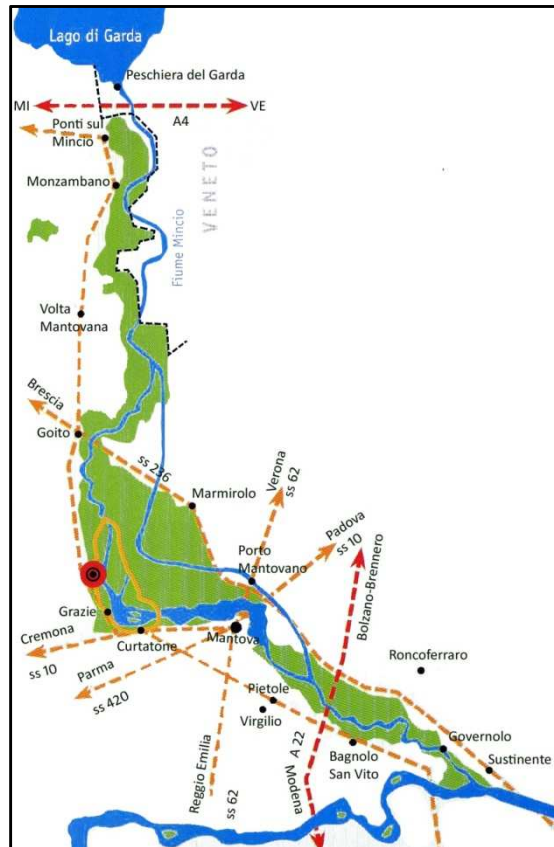 Lago di Garda
Peschiera del Garda
MI
VE
A4
Ponti sul
Mincio
Monzambano
VENETO
Fiume Mincio
Volta
Mantovana
Brescia
Goito
ss 236
Marmirolo
Verona
ss 62
Padova
ss 10
Porto
Mantovano
Bolzano-Brennero
Grazie
Cremona
ss 10
Curtatone
Mantova
Parma
ss 420
Roncoferraro
Pietole
Virgilio
Governolo
Sustinente
Bagnolo
San Vito
Reggio Emilia
ss 62
Modena
A 22